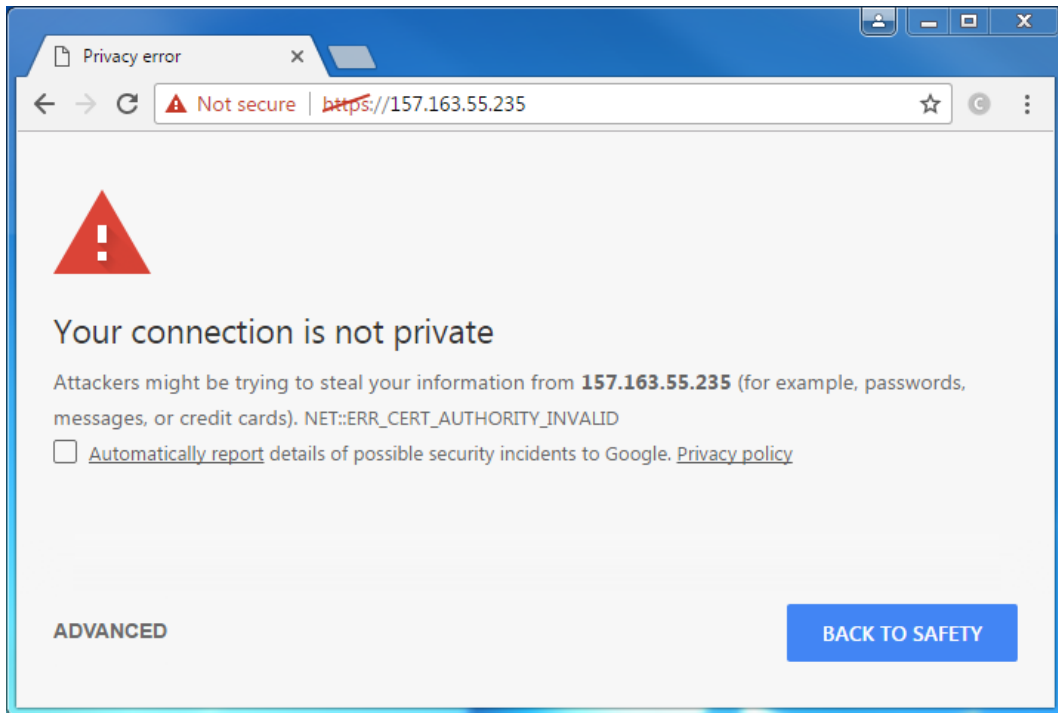 Privacy error
Not secure | https://157.163.55.235
Your connection is not private
Attackers might be trying to steal your information from 157.163.55.235 (for example, passwords,
messages, or credit cards). NET::ERR_CERT_AUTHORITY_INVALID
Automatically report details of possible security incidents to Google. Privacy policy
ADVANCED
BACK TO SAFETY